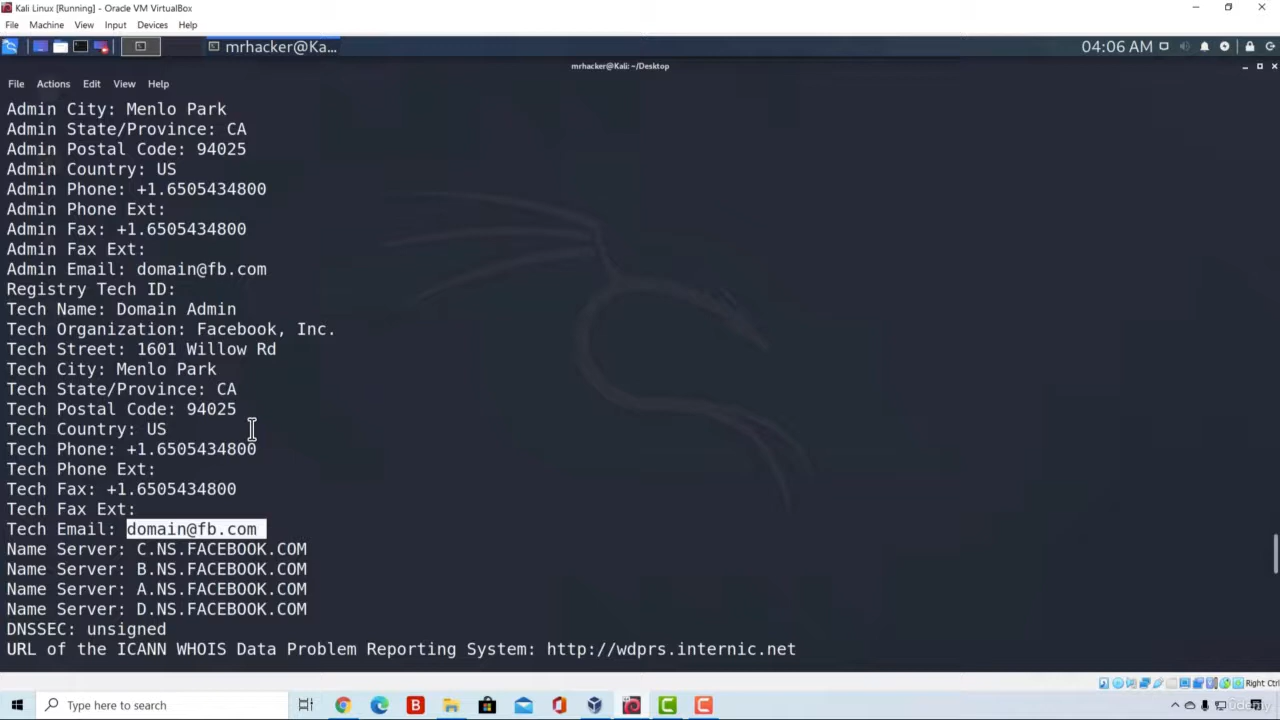 Kali Linux [Running] - Oracle VM VirtualBox
File Machine View Input Devices Help
mrhacker@Ka...
04:06 AM
mrhacker@Kali: ~/Desktop
File Actions Edit View Help
Admin City: Menlo Park
Admin State/Province: CA
Admin Postal Code: 94025
Admin Country: US
Admin Phone: +1.6505434800
Admin Phone Ext:
Admin Fax: +1.6505434800
Admin Fax Ext:
Admin Email: domain@fb.com
Registry Tech ID:
Tech Name: Domain Admin
Tech Organization: Facebook, Inc.
Tech Street: 1601 Willow Rd
Tech City: Menlo Park
Tech State/Province: CA
Tech Postal Code: 94025
Tech Country: US
Tech Phone: +1.6505434800
Tech Phone Ext:
Tech Fax: +1.6505434800
Tech Fax Ext:
Tech Email: domain@fb.com
Name Server: C.NS.FACEBOOK.COM
Name Server: B.NS.FACEBOOK.COM
Name Server: A.NS.FACEBOOK.COM
Name Server: D.NS.FACEBOOK.COM
DNSSEC: unsigned
URL of the ICANN WHOIS Data Problem Reporting System: http://wdprs.internic.net
Right Ctrl
Type here to search
B
Udemy